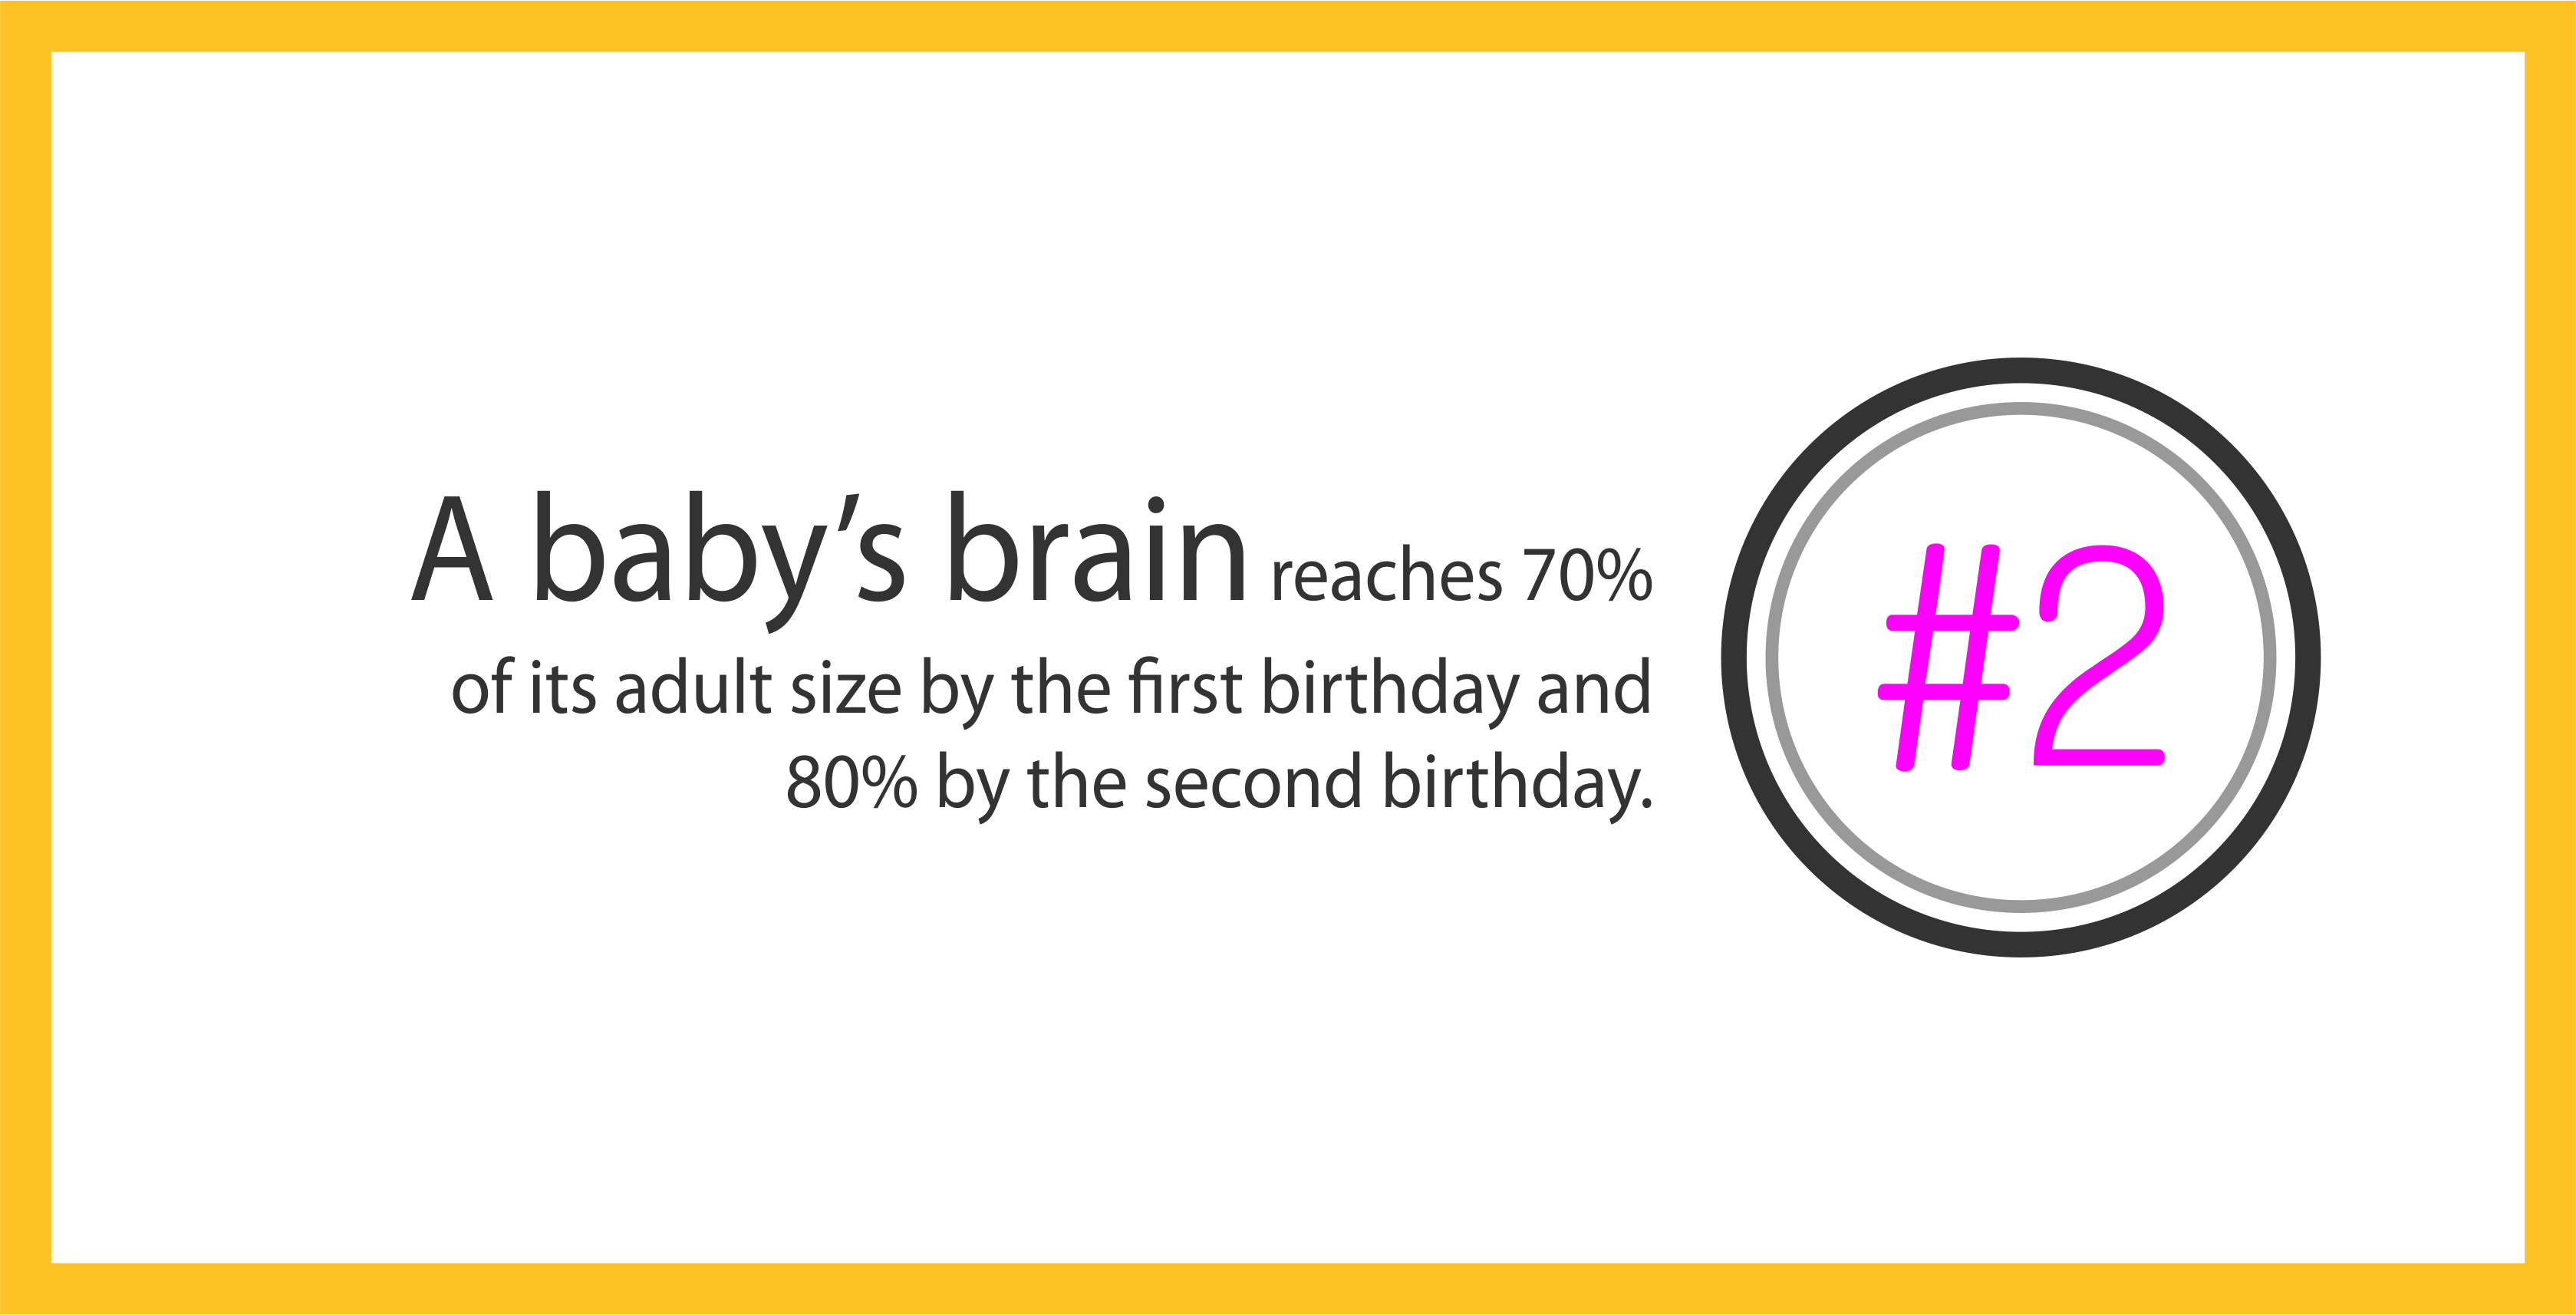 A baby’s brain reaches 70%
of its adult size by the first birthday and
80% by the second birthday.
#2